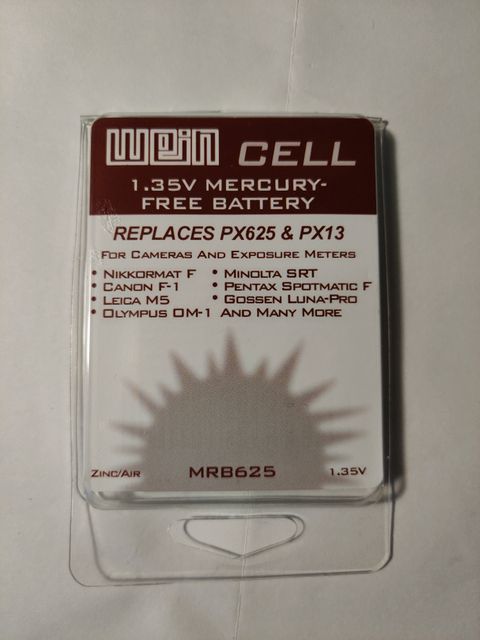 Wein CELL
1.35V MERCURY-
FREE BATTERY
REPLACES PX625 & PX13
FOR CAMERAS AND EXPOSURE METERS
• NIKKORMAT F • MINOLTA SRT
• CANON F-1 • PENTAX SPOTMATIC F
• LEICA M5 • GOSSEN LUNA-PRO
• OLYMPUS OM-1 AND MANY MORE
ZINC/AIR MRB625 1.35V